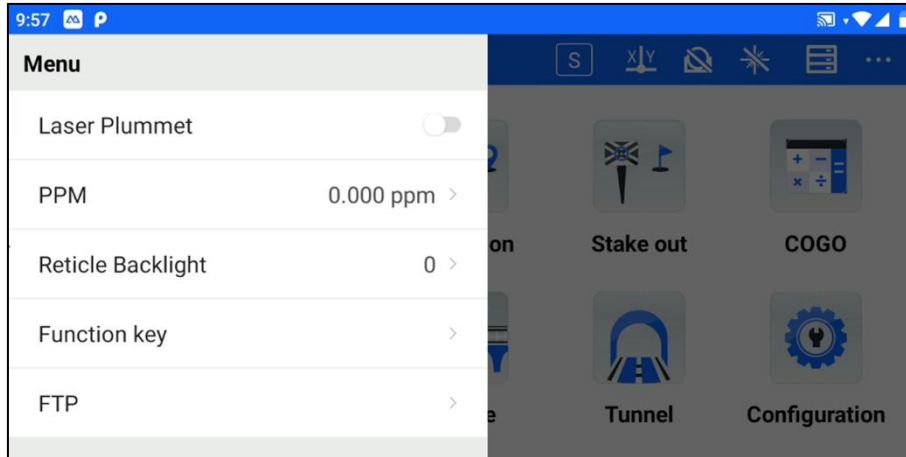 9:57
Menu
S X Y
Laser Plummet
PPM 0.000 ppm >
Reticle Backlight 0 >
Function key >
FTP >
on Stake out COGO
e Tunnel Configuration